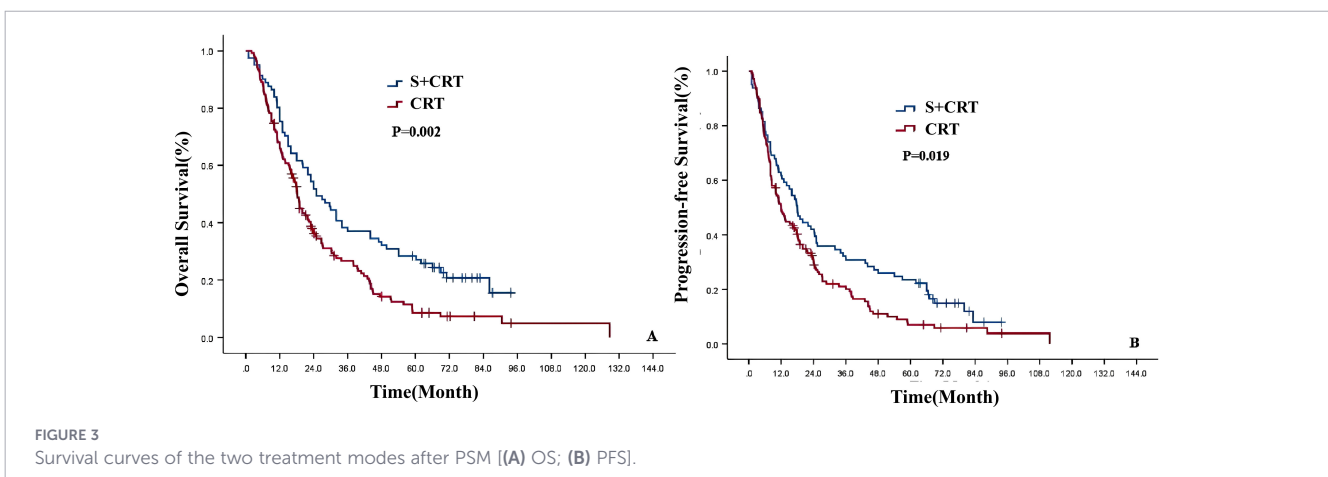 Overall Survival(%)
1.0
0.8
0.6
0.4
0.2
0.0
S+CRT
CRT
P=0.002
A
.0 12.0 24.0 36.0 48.0 60.0 72.0 84.0 96.0 108.0 120.0 132.0 144.0
Time(Month)
Progression-free Survival(%)
1.0
0.8
0.6
0.4
0.2
0.0
S+CRT
CRT
P=0.019
B
.0 12.0 24.0 36.0 48.0 60.0 72.0 84.0 96.0 108.0 120.0 132.0 144.0
Time(Month)
FIGURE 3
Survival curves of the two treatment modes after PSM [(A) OS; (B) PFS].